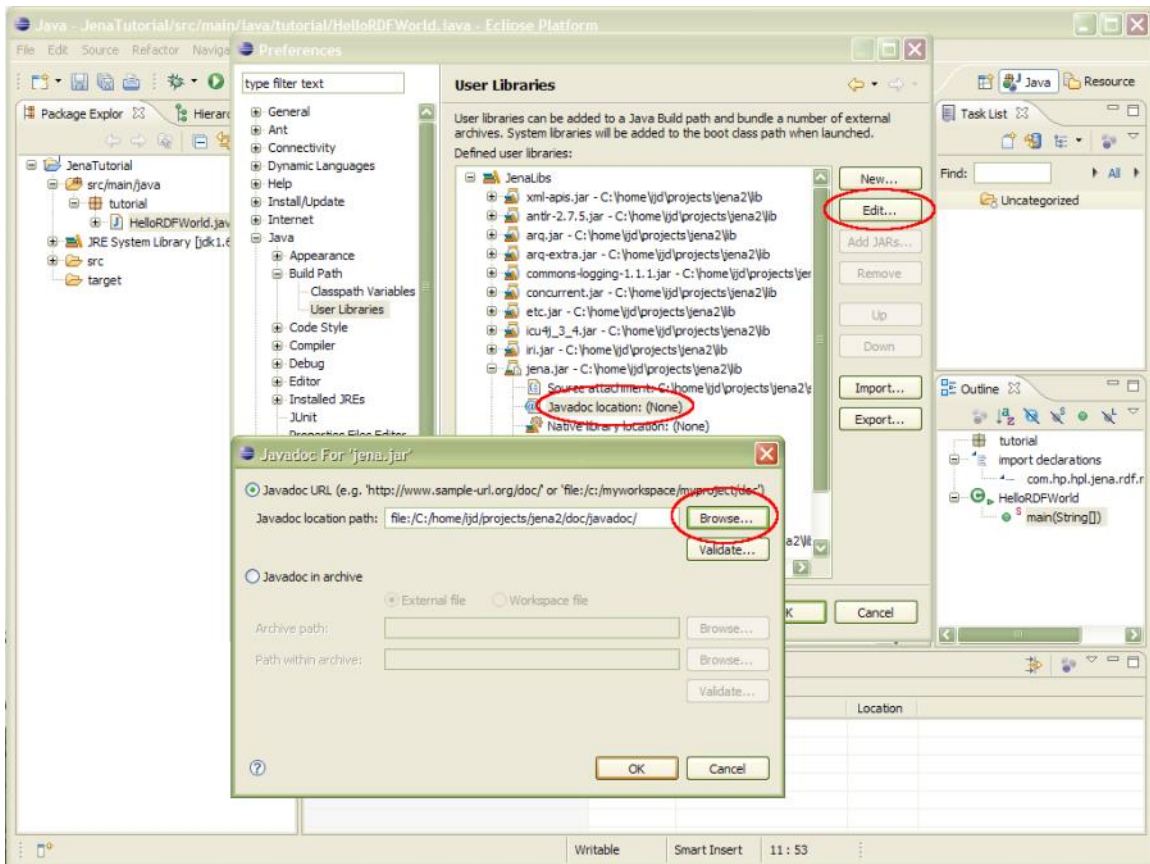 Java - JenaTutorial/src/main/java/tutorial/HelloRDFWorld.java - Eclipse Platform
File Edit Source Refactor Naviga
Preferences
type filter text
General
Ant
Connectivity
Dynamic Languages
Help
Install/Update
Internet
Java
Appearance
Build Path
Classpath Variables
User Libraries
Code Style
Compiler
Debug
Editor
Installed JREs
JUnit
Properties Files Editor
User Libraries
User libraries can be added to a Java Build path and bundle a number of external
archives. System libraries will be added to the boot class path when launched.
Defined user libraries:
JenaLibs
xml-apis.jar - C:\home\ijd\projects\jena2\lib
antlr-2.7.5.jar - C:\home\ijd\projects\jena2\lib
arq.jar - C:\home\ijd\projects\jena2\lib
arq-extra.jar - C:\home\ijd\projects\jena2\lib
commons-logging-1.1.1.jar - C:\home\ijd\projects\jer
concurrent.jar - C:\home\ijd\projects\jena2\lib
etc.jar - C:\home\ijd\projects\jena2\lib
icu4j_3_4.jar - C:\home\ijd\projects\jena2\lib
iri.jar - C:\home\ijd\projects\jena2\lib
jena.jar - C:\home\ijd\projects\jena2\lib
Source attachment: C:\home\ijd\projects\jena2\s
Javadoc location: (None)
Native library location: (None)
a2\lib
New...
Edit...
Add JARs...
Remove
Up
Down
Import...
Export...
K
Cancel
Package Explor
Hierarc
JenaTutorial
src/main/java
tutorial
HelloRDFWorld.jav
JRE System Library [jdk1.6
src
target
Java
Resource
Task List
Find:
All
Uncategorized
Outline
tutorial
import declarations
com.hp.hpl.jena.rdf.r
HelloRDFWorld
main(String[])
Javadoc For 'jena.jar'
Javadoc URL (e.g. 'http://www.sample-url.org/doc/' or 'file:/c:/myworkspace/myproject/doc')
Javadoc location path: file:/C:/home/ijd/projects/jena2/doc/javadoc/ Browse...
Validate...
Javadoc in archive
External file Workspace file
Archive path: Browse...
Path within archive: Browse...
Validate...
OK Cancel
Location
Writable Smart Insert 11 : 53